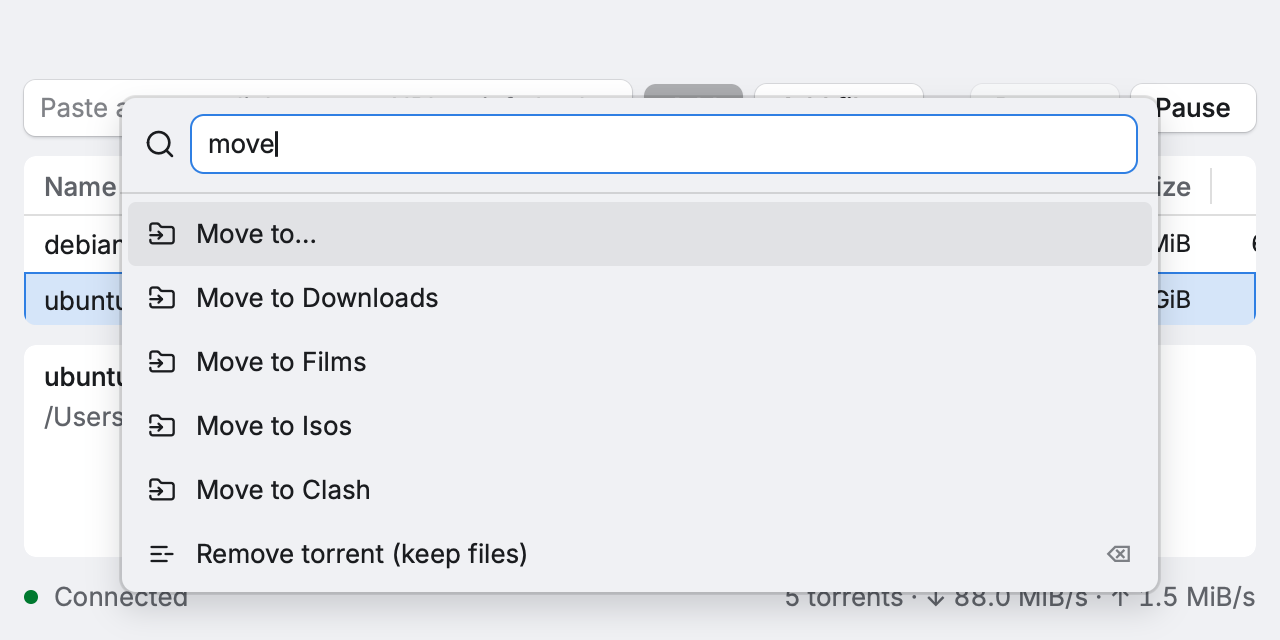 Paste
Pause
move
Name
debian
MiB
ubuntu
GiB
Move to...
Move to Downloads
Move to Films
Move to Isos
Move to Clash
Remove torrent (keep files)
ubuntu
/Users
Connected
5 torrents · ↓ 88.0 MiB/s · ↑ 1.5 MiB/s